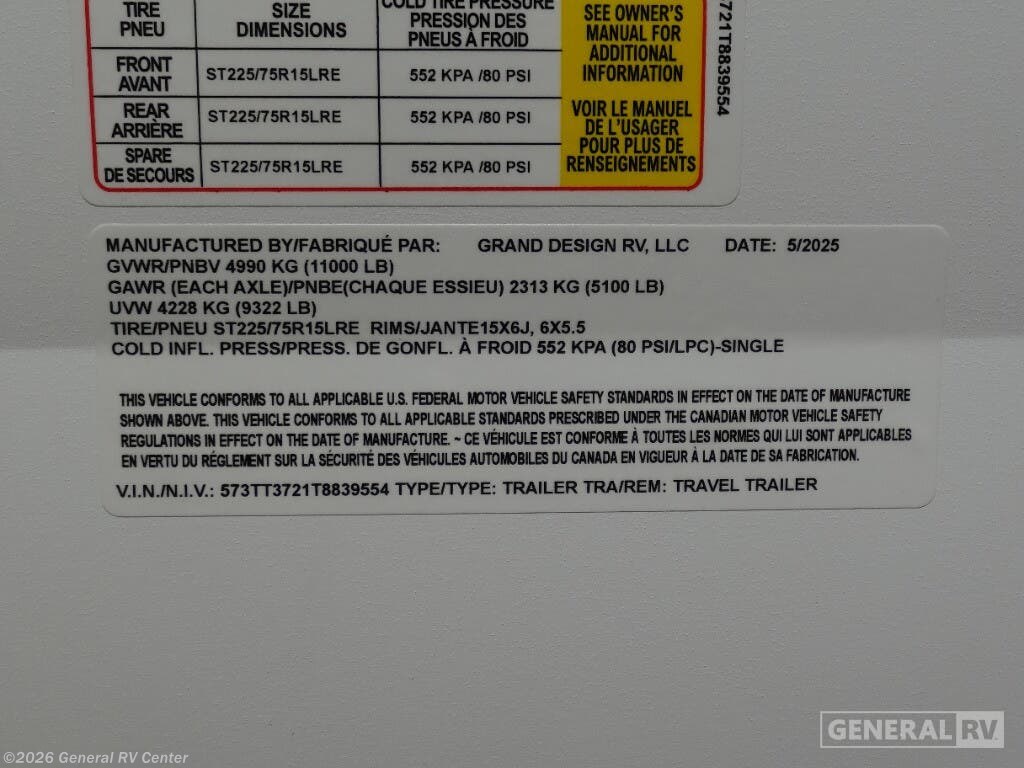 TIRE SIZE COLD TIRE PRESSURE SEE OWNER'S
PNEU DIMENSIONS PRESSION DES MANUAL FOR
PNEUS À FROID ADDITIONAL
INFORMATION
FRONT ST225/75R15LRE 552 KPA /80 PSI
AVANT
REAR ST225/75R15LRE 552 KPA /80 PSI VOIR LE MANUEL
ARRIÈRE DE L'USAGER
SPARE ST225/75R15LRE 552 KPA /80 PSI POUR PLUS DE
DE SECOURS RENSEIGNEMENTS
721T8839554
MANUFACTURED BY/FABRIQUÉ PAR: GRAND DESIGN RV, LLC DATE: 5/2025
GVWR/PNBV 4990 KG (11000 LB)
GAWR (EACH AXLE)/PNBE(CHAQUE ESSIEU) 2313 KG (5100 LB)
UVW 4228 KG (9322 LB)
TIRE/PNEU ST225/75R15LRE RIMS/JANTE15X6J, 6X5.5
COLD INFL. PRESS/PRESS. DE GONFL. À FROID 552 KPA (80 PSI/LPC)-SINGLE
THIS VEHICLE CONFORMS TO ALL APPLICABLE U.S. FEDERAL MOTOR VEHICLE SAFETY STANDARDS IN EFFECT ON THE DATE OF MANUFACTURE
SHOWN ABOVE. THIS VEHICLE CONFORMS TO ALL APPLICABLE STANDARDS PRESCRIBED UNDER THE CANADIAN MOTOR VEHICLE SAFETY
REGULATIONS IN EFFECT ON THE DATE OF MANUFACTURE. ~ CE VÉHICULE EST CONFORME À TOUTES LES NORMES QUI LUI SONT APPLICABLES
EN VERTU DU RÉGLEMENT SUR LA SÉCURITÉ DES VÉHICULES AUTOMOBILES DU CANADA EN VIGUEUR À LA DATE DE SA FABRICATION.
V.I.N./N.I.V.: 573TT3721T8839554 TYPE/TYPE: TRAILER TRA/REM: TRAVEL TRAILER
GENERAL RV
©2026 General RV Center